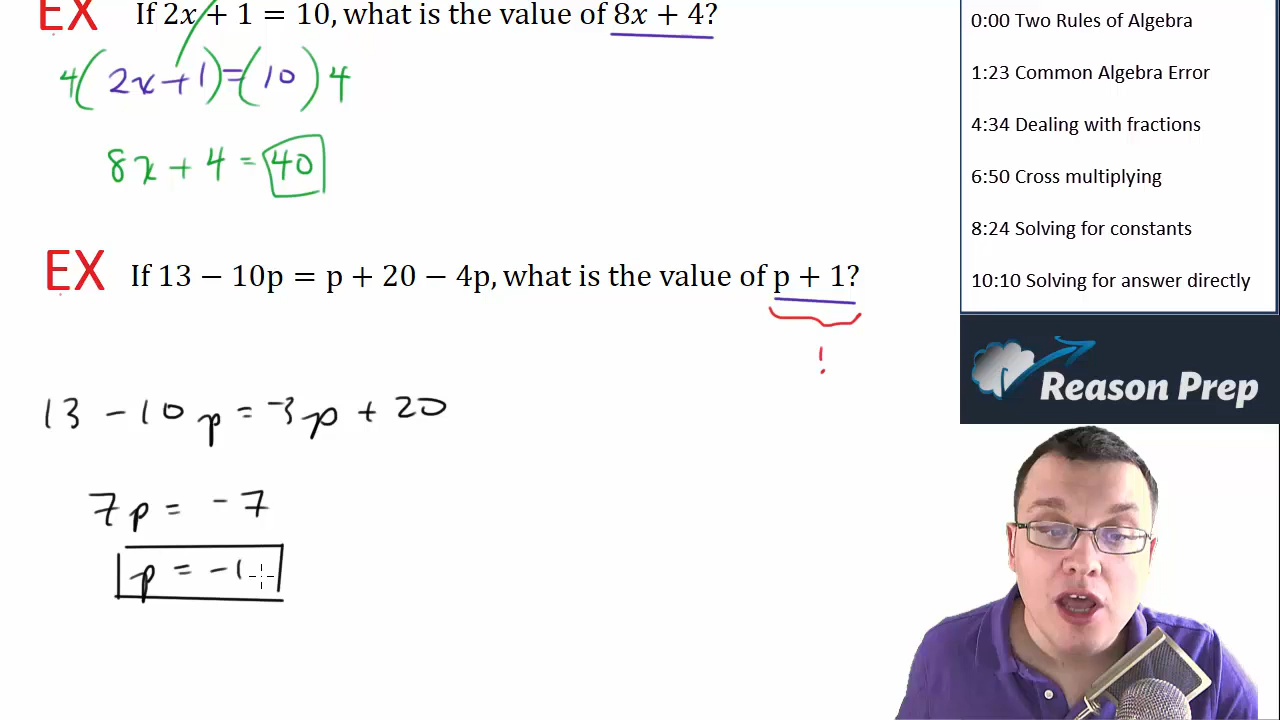 EX If 2x + 1 = 10, what is the value of 8x + 4?
4(2x+1)=(10)4
8x + 4 = 40
EX If 13 − 10p = p + 20 − 4p, what is the value of p + 1?
!
13 - 10p = -3p + 20
7p = -7
p = -1
0:00 Two Rules of Algebra
1:23 Common Algebra Error
4:34 Dealing with fractions
6:50 Cross multiplying
8:24 Solving for constants
10:10 Solving for answer directly
Reason Prep